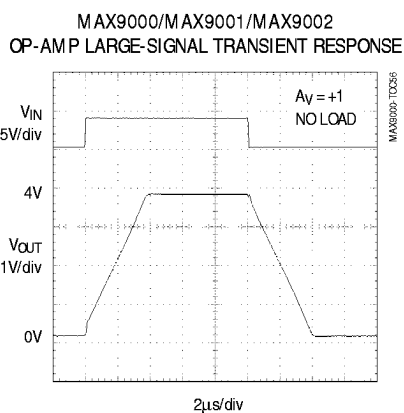 MAX9000/MAX9001/MAX9002
OP-AMP LARGE-SIGNAL TRANSIENT RESPONSE
AV = +1
NO LOAD
MAX9000-TOC56
VIN
5V/div
4V
VOUT
1V/div
0V
2µs/div